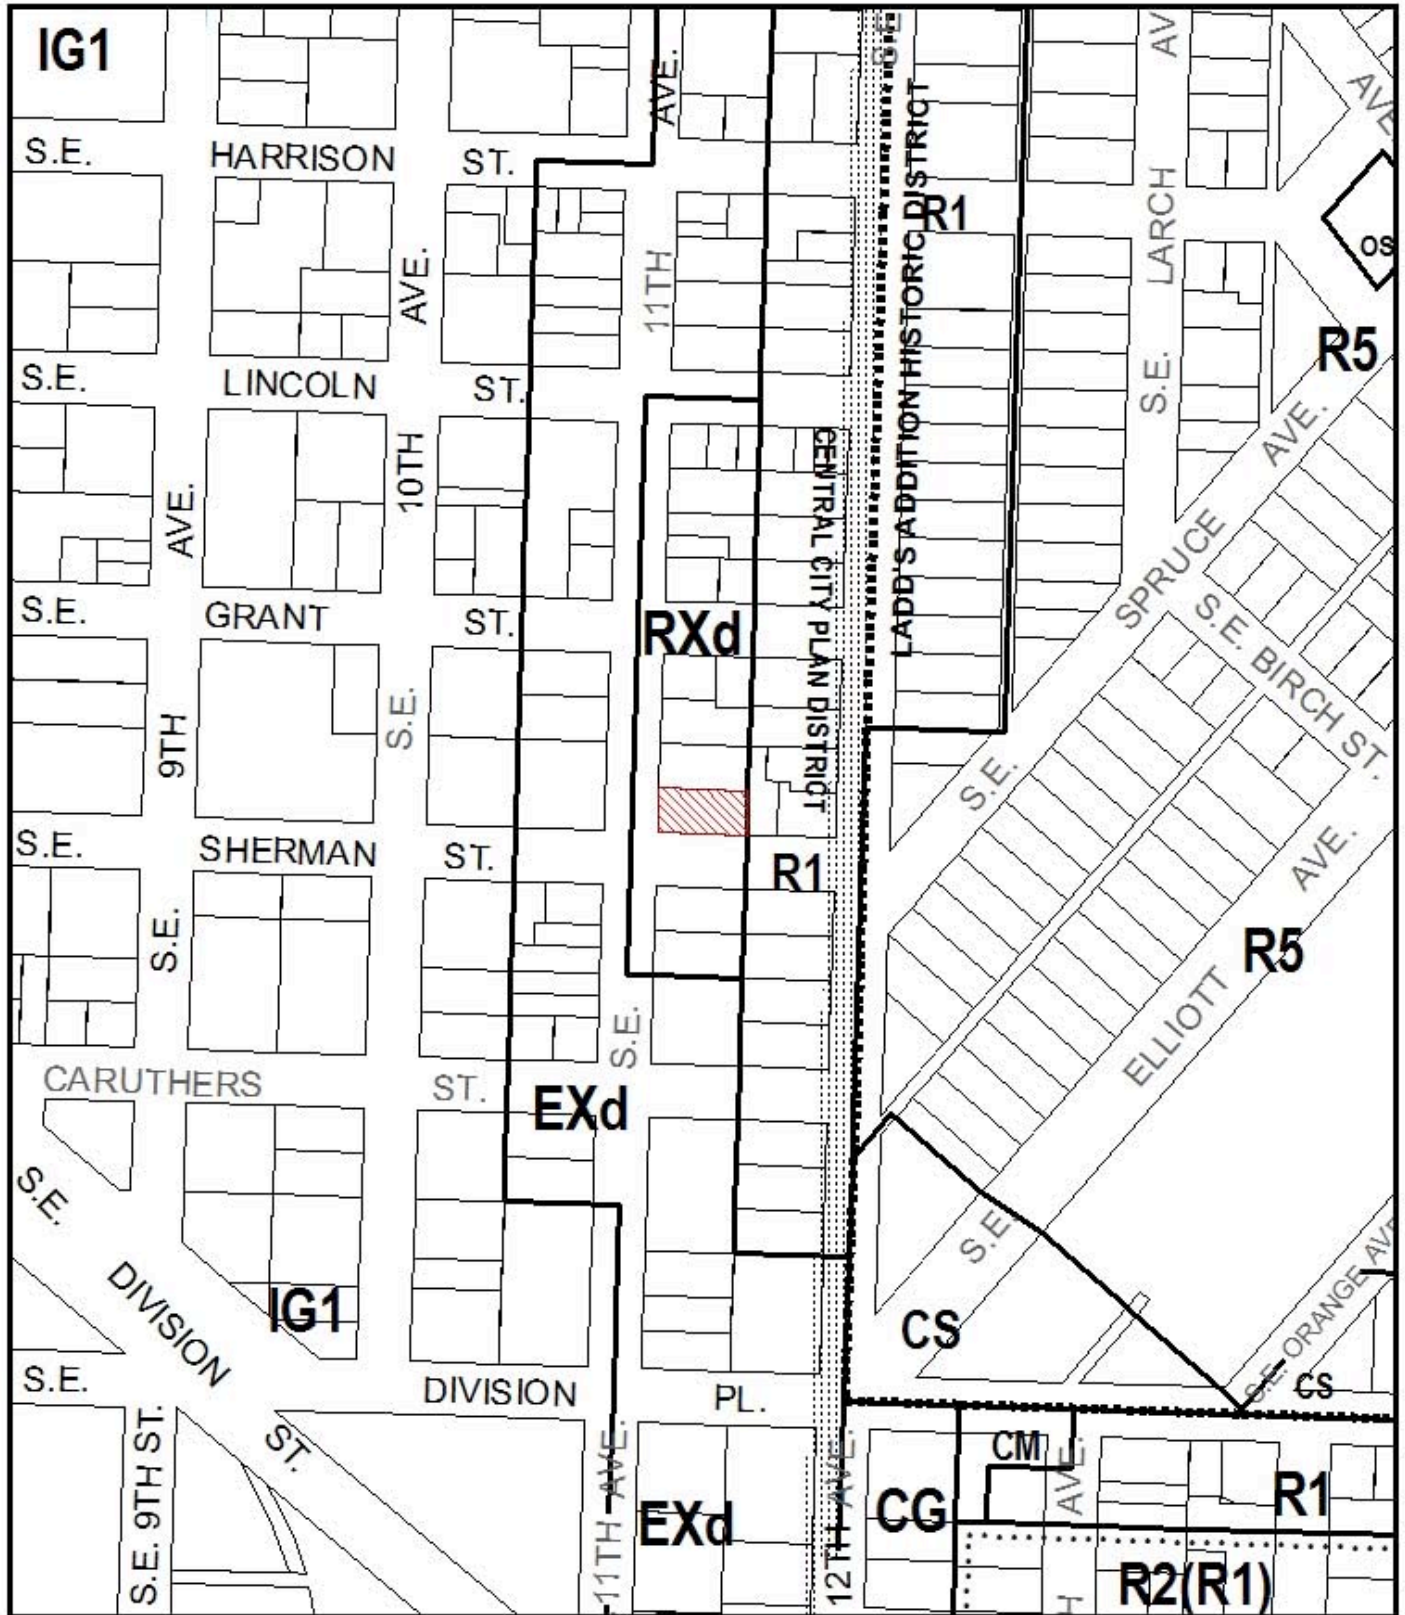 IG1
AVE.
S.E.
AV
AVE.
S.E.
HARRISON
ST.
LADD'S ADDITION HISTORIC DISTRICT
R1
LARCH
OS
AVE.
11TH
S.E.
R5
S.E.
LINCOLN
ST.
AVE.
10TH
AVE.
CENTRAL CITY PLAN DISTRICT
SPRUCE
S.E.
GRANT
ST.
RXd
S.E. BIRCH ST.
S.E.
9TH
S.E.
S.E.
SHERMAN
ST.
R1
AVE.
S.E.
R5
ELLIOTT
S.E.
CARUTHERS
ST.
EXd
S.E.
S.E.
DIVISION
IG1
CS
S.E. ORANGE AVE
S.E.
DIVISION
PL.
CS
S.E. 9TH ST.
ST.
11TH AVE.
EXd
12TH AVE.
CG
CM
AVE.
R1
R2(R1)
H